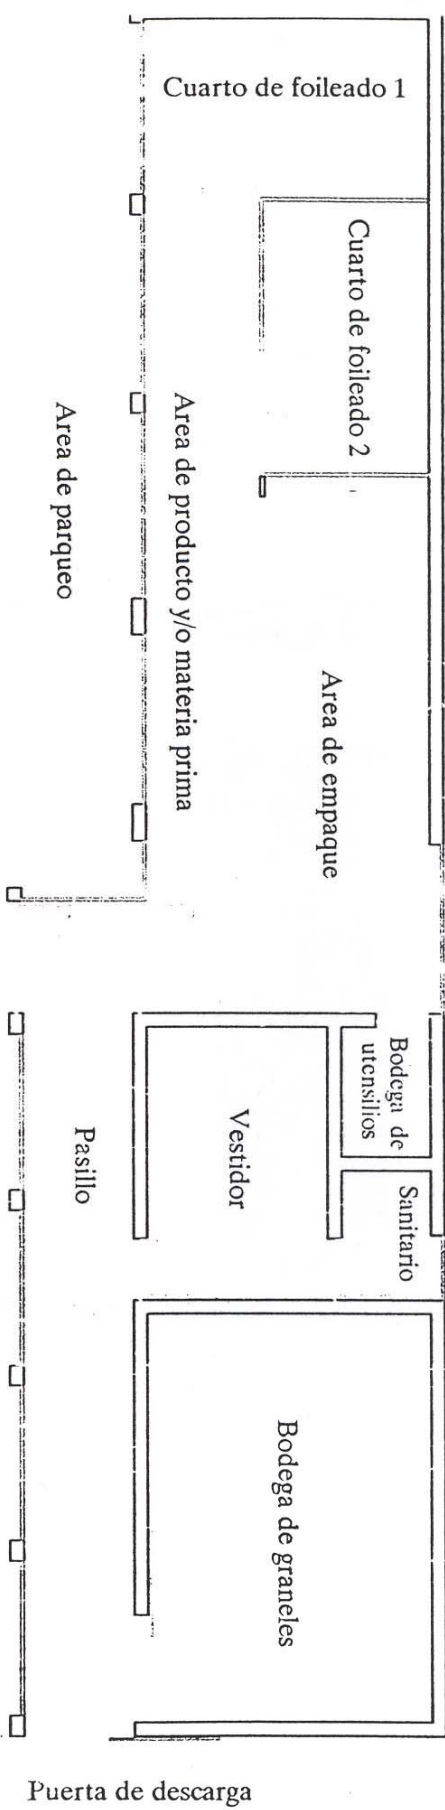 Cuarto de foileado 1
Cuarto de foileado 2
Area de producto y/o materia prima
Area de parqueo
Area de empaque
Bodega de
utensilios
Sanitario
Vestidor
Pasillo
Bodega de graneles
Puerta de descarga